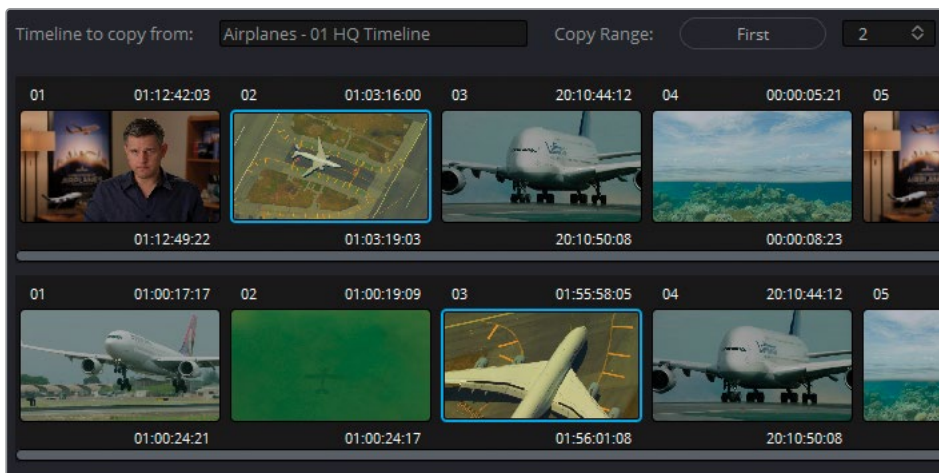 Timeline to copy from: Airplanes - 01 HQ Timeline Copy Range: First 2
01 01:12:42:03 02 01:03:16:00 03 20:10:44:12 04 00:00:05:21 05
01:12:49:22 01:03:19:03 20:10:50:08 00:00:08:23
01 01:00:17:17 02 01:00:19:09 03 01:55:58:05 04 20:10:44:12 05
01:00:24:21 01:00:24:17 01:56:01:08 20:10:50:08